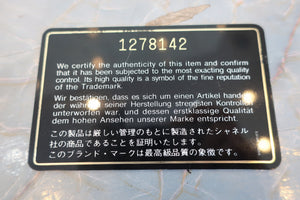 1278142
We certify the authenticity of this item and confirm
that it has been subjected to the most exacting quality
control. Its high quality is a symbol of the fine reputation
of the Trademark.
Wir bestätigen, dass es sich um einen Artikel handelt
der während seiner Herstellung strengsten Kontrollen
unterworfen war, und dessen erstklassige Qualität
dem hohen Ansehen unserer Marke entspricht.
この製品は厳しい管理のもとに製造されたシャネル
社の商品であることを証明いたします。
このブランド・マークは最高級品質の象徴です。